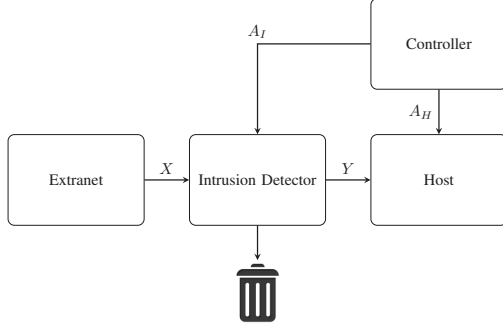 A_I
Controller
A_H
Extranet
X
Intrusion Detector
Y
Host